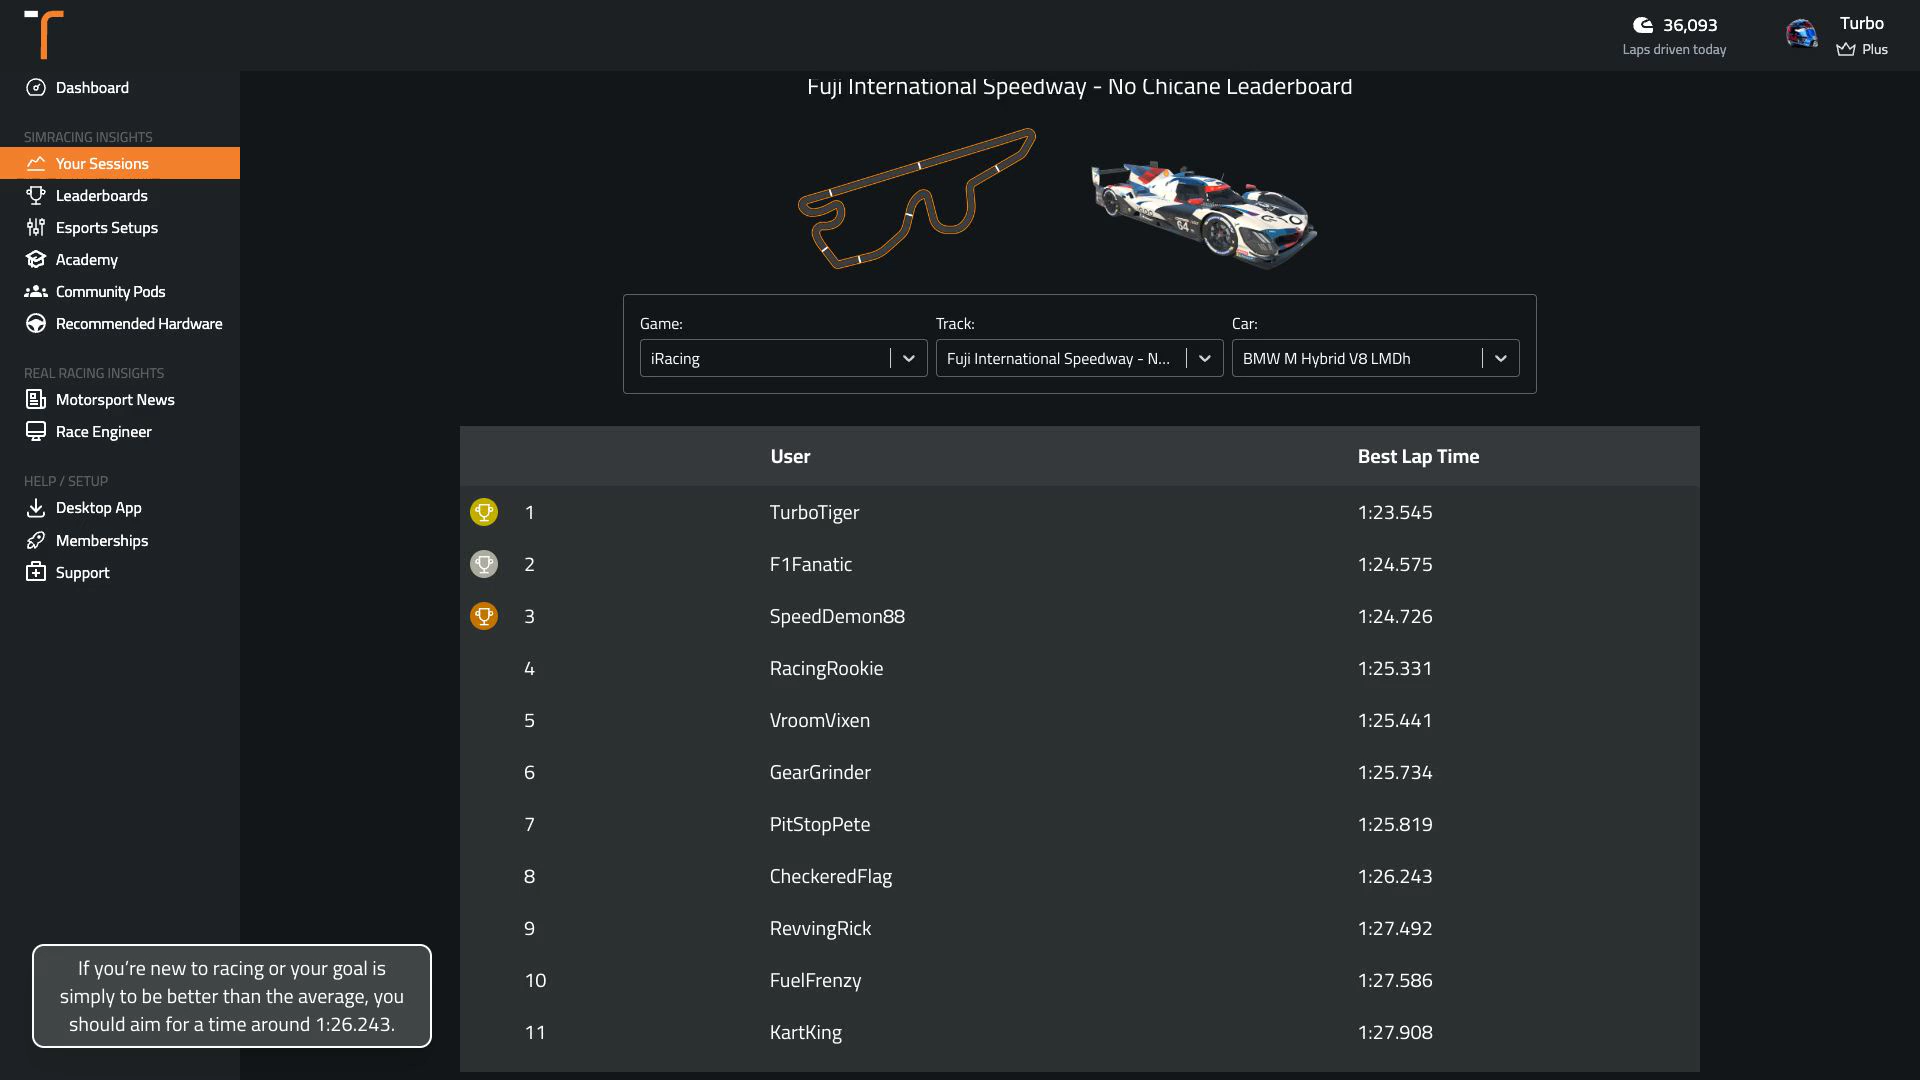 36,093
Laps driven today
Turbo
Plus
Dashboard
SIMRACING INSIGHTS
Your Sessions
Leaderboards
Esports Setups
Academy
Community Pods
Recommended Hardware
REAL RACING INSIGHTS
Motorsport News
Race Engineer
HELP / SETUP
Desktop App
Memberships
Support
Fuji International Speedway - No Chicane Leaderboard
64
Game:
Track:
Car:
iRacing
Fuji International Speedway - N...
BMW M Hybrid V8 LMDh
User Best Lap Time
1 TurboTiger 1:23.545
2 F1Fanatic 1:24.575
3 SpeedDemon88 1:24.726
4 RacingRookie 1:25.331
5 VroomVixen 1:25.441
6 GearGrinder 1:25.734
7 PitStopPete 1:25.819
8 CheckeredFlag 1:26.243
9 RevvingRick 1:27.492
10 FuelFrenzy 1:27.586
11 KartKing 1:27.908
If you’re new to racing or your goal is
simply to be better than the average, you
should aim for a time around 1:26.243.